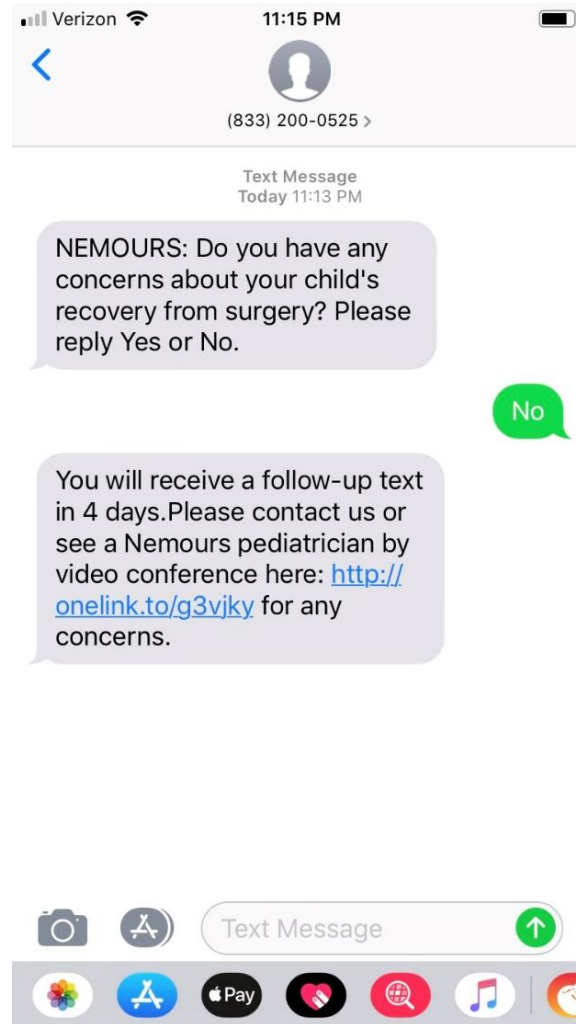 Verizon 11:15 PM
(833) 200-0525 >
Text Message
Today 11:13 PM
NEMOURS: Do you have any
concerns about your child's
recovery from surgery? Please
reply Yes or No.
No
You will receive a follow-up text
in 4 days.Please contact us or
see a Nemours pediatrician by
video conference here: http://
onelink.to/g3vjky for any
concerns.
Text Message
Pay